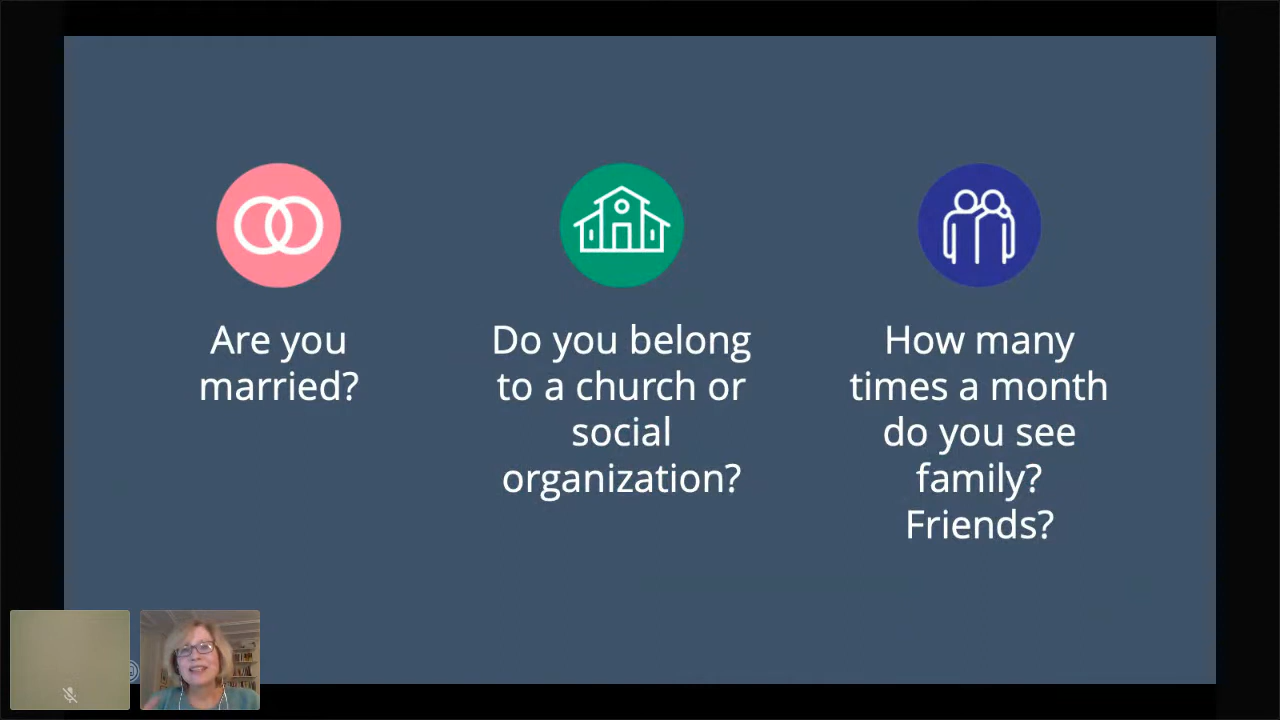 Are you
married?
Do you belong
to a church or
social
organization?
How many
times a month
do you see
family?
Friends?